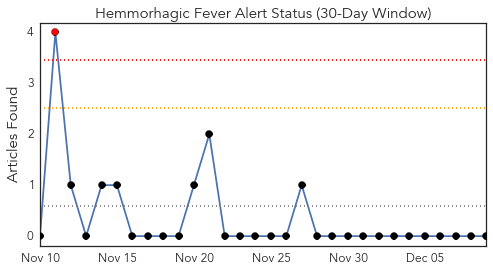 Hemmorhagic Fever Alert Status (30-Day Window)
Articles Found
4
3
2
1
0
Nov 10 Nov 15 Nov 20 Nov 25 Nov 30 Dec 05